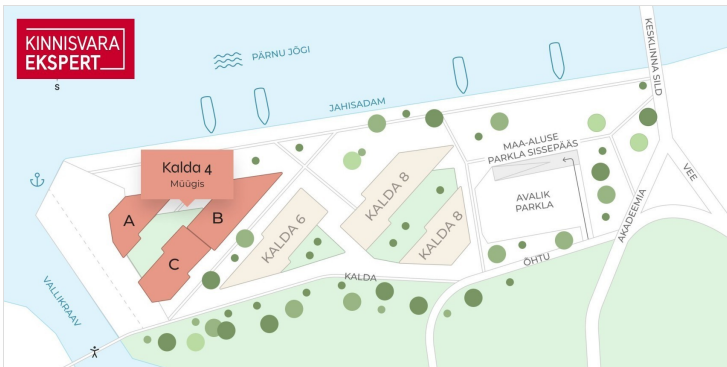 KINNISVARA
EKSPERT
S
PÄRNU JÕGI
JAHISADAM
KESKLINNA SILD
MAA-ALUSE
PARKLA SISSEPÄÄS
VEE
Kalda 4
Müügis
A
B
C
KALDA 6
KALDA 8
KALDA 8
AVALIK
PARKLA
AKADEEMIA
ÕHTU
KALDA
VALLIKRAAV